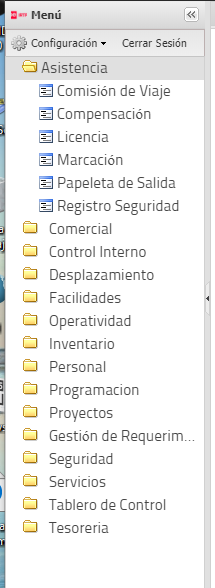 Menú
Configuración Cerrar Sesión
Asistencia
Comisión de Viaje
Compensación
Licencia
Marcación
Papeleta de Salida
Registro Seguridad
Comercial
Control Interno
Desplazamiento
Facilidades
Operatividad
Inventario
Personal
Programacion
Proyectos
Gestión de Requerim...
Seguridad
Servicios
Tablero de Control
Tesoreria